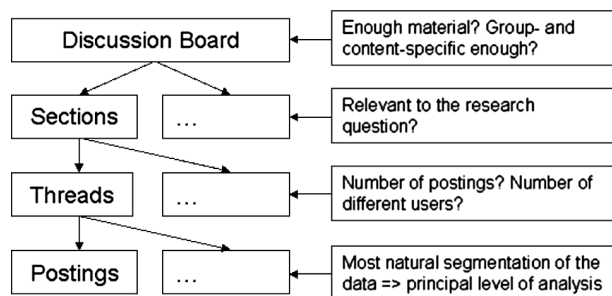 Discussion Board
Enough material? Group- and
content-specific enough?
Sections
...
Relevant to the research
question?
Threads
...
Number of postings? Number of
different users?
Postings
...
Most natural segmentation of the
data => principal level of analysis